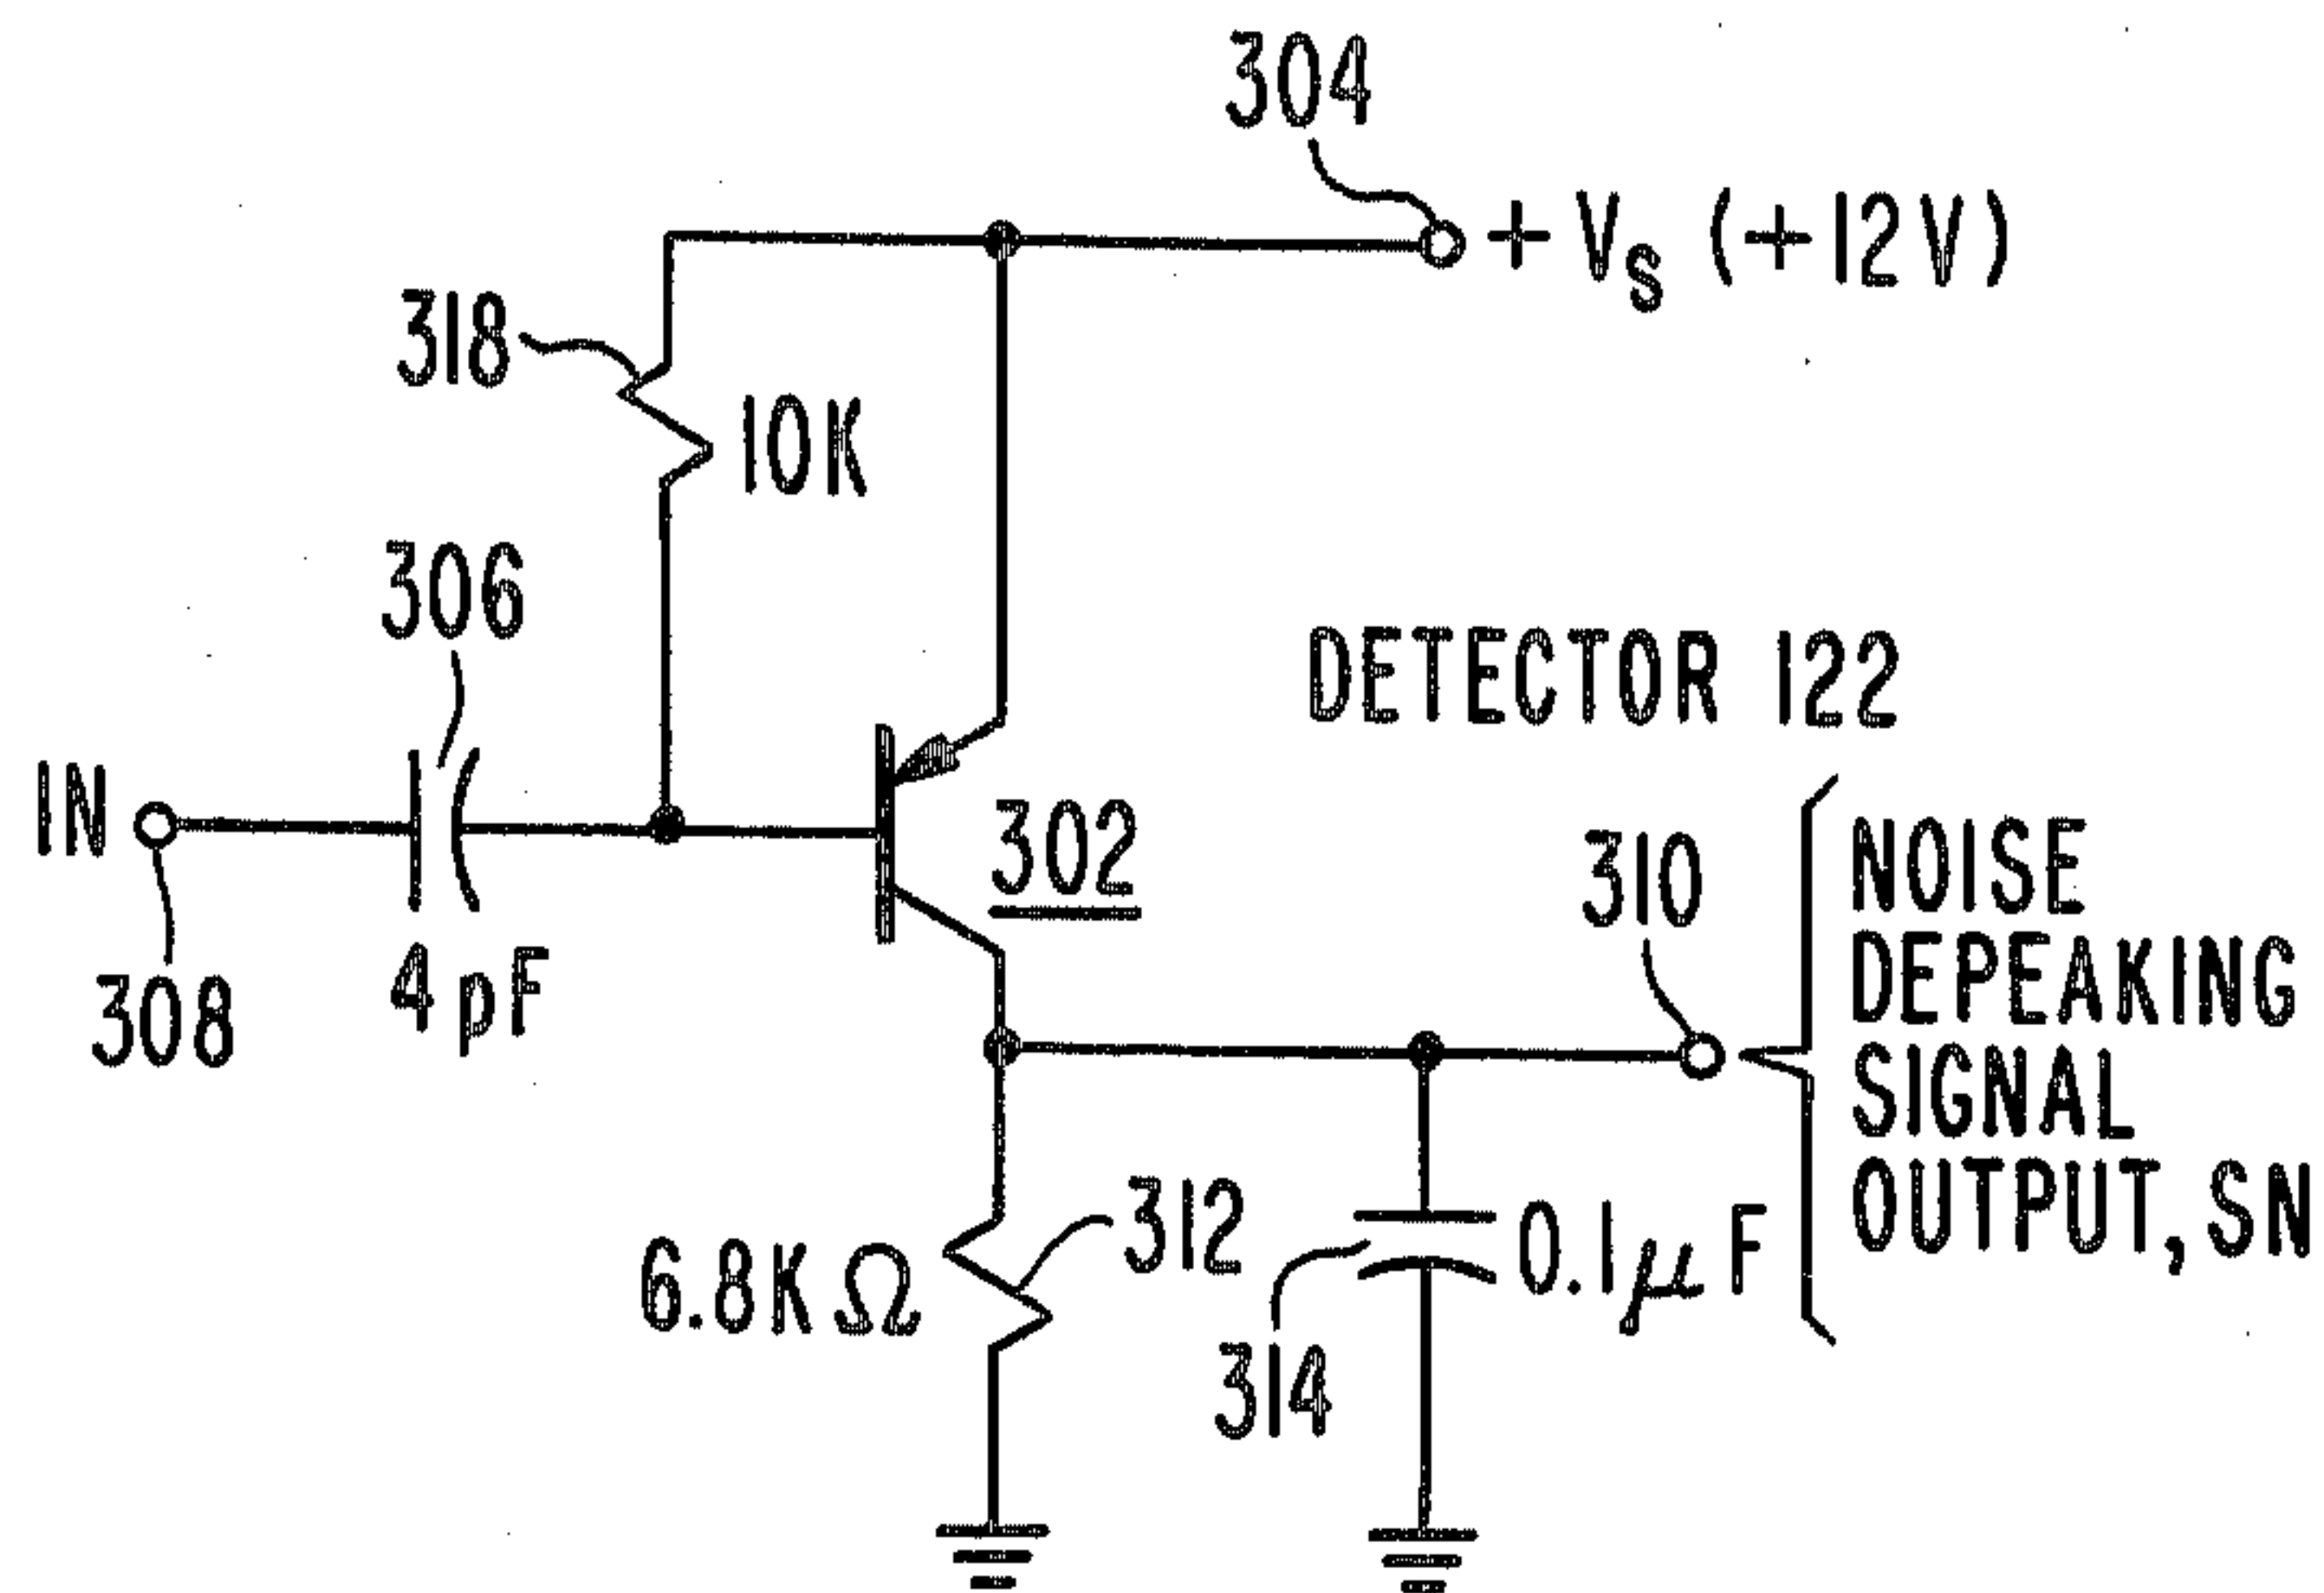 304
+ Vs (+12V)
318
10K
306
DETECTOR 122
IN
302
310
NOISE
DEPEAKING
SIGNAL
OUTPUT, SN
308
4pF
312
6.8K Ω
0.1μF
314